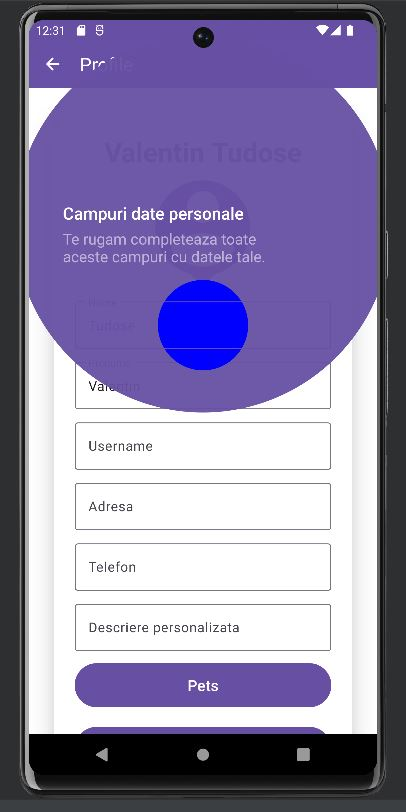 12:31
Profile
Valentin Tudose
Campuri date personale
Te rugam completeaza toate
aceste campuri cu datele tale.
Nume
Tudose
Prenume
Valentin
Username
Adresa
Telefon
Descriere personalizata
Pets